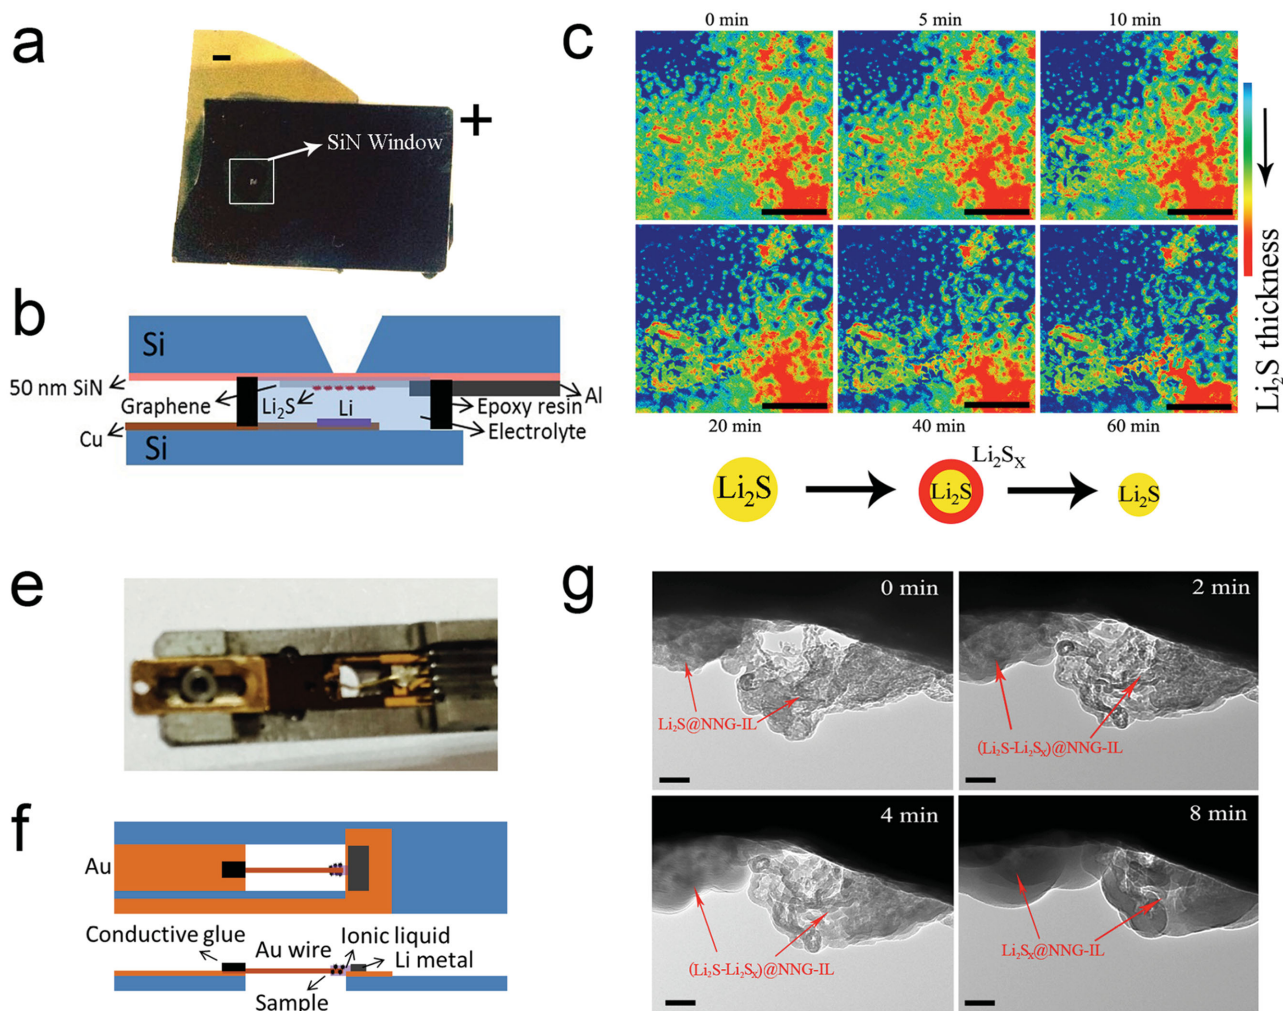 a
-
+
SiN Window
b
Si
50 nm SiN
Graphene
Li₂S
Li
Epoxy resin
Al
Electrolyte
Cu
Si
c
0 min
5 min
10 min
20 min
40 min
60 min
Li₂S thickness
Li₂S
Li₂S
Li₂Sₓ
Li₂S
e
f
Au
Conductive glue
Au wire
Ionic liquid
Li metal
Sample
g
0 min
Li₂S@NNG-IL
2 min
(Li₂S-Li₂Sₓ)@NNG-IL
4 min
(Li₂S-Li₂Sₓ)@NNG-IL
8 min
Li₂Sₓ@NNG-IL